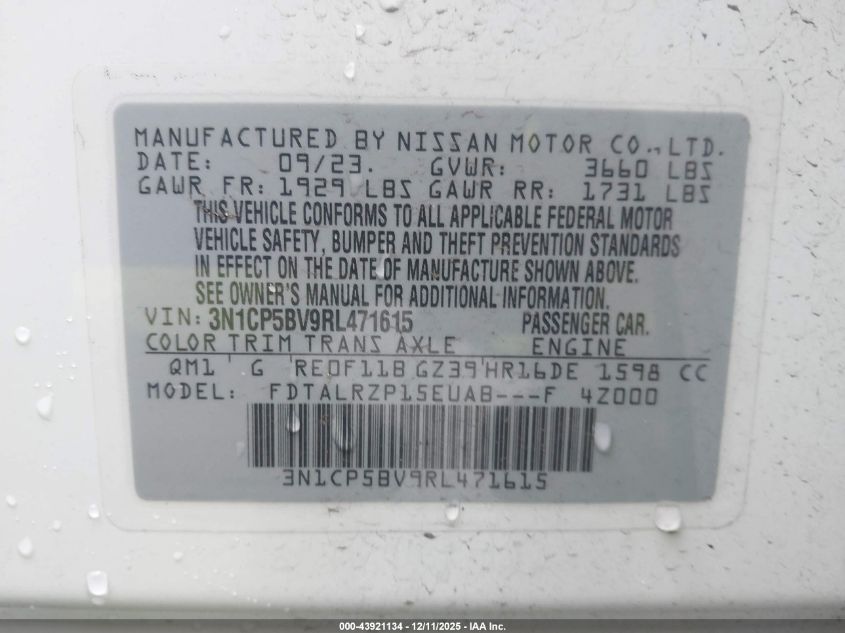 MANUFACTURED BY NISSAN MOTOR CO., LTD.
DATE: 09/23. GVWR: 3660 LBS
GAWR FR: 1929 LBS GAWR RR: 1731 LBS
THIS VEHICLE CONFORMS TO ALL APPLICABLE FEDERAL MOTOR
VEHICLE SAFETY, BUMPER AND THEFT PREVENTION STANDARDS
IN EFFECT ON THE DATE OF MANUFACTURE SHOWN ABOVE.
SEE OWNER'S MANUAL FOR ADDITIONAL INFORMATION.
VIN: 3N1CP5BV9RL471615 PASSENGER CAR.
COLOR TRIM TRANS AXLE ENGINE
QM1 G RE0F11B GZ39 HR16DE 1598 CC
MODEL: FDTALRZP15EUAB---F 4Z000
3N1CP5BV9RL471615
000-43921134 - 12/11/2025 - IAA Inc.